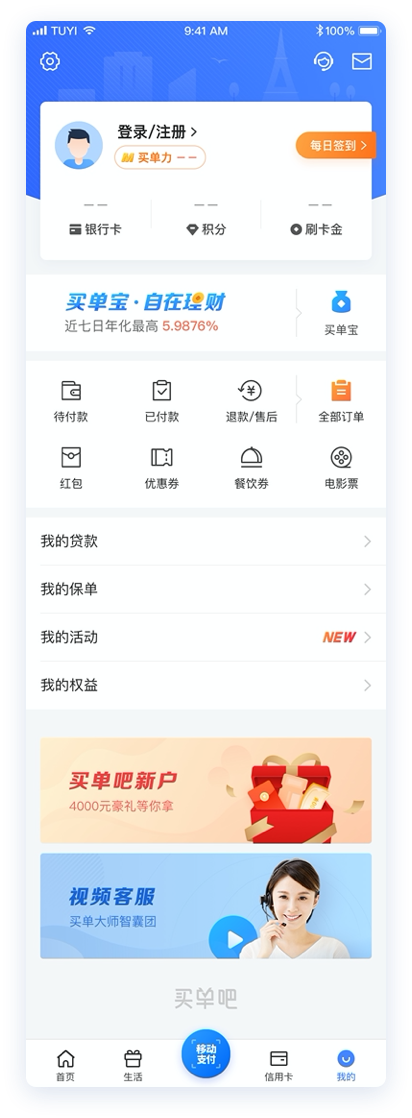 TUYI
9:41 AM
100%
登录/注册
买单力 －－
每日签到
－－
－－
－－
银行卡
积分
刷卡金
买单宝·自在理财
近七日年化最高 5.9876%
买单宝
待付款
已付款
退款/售后
全部订单
红包
优惠券
餐饮券
电影票
我的贷款
我的保单
我的活动
NEW
我的权益
买单吧新户
4000元豪礼等你拿
视频客服
买单大师智囊团
买单吧
首页
生活
移动
支付
信用卡
我的